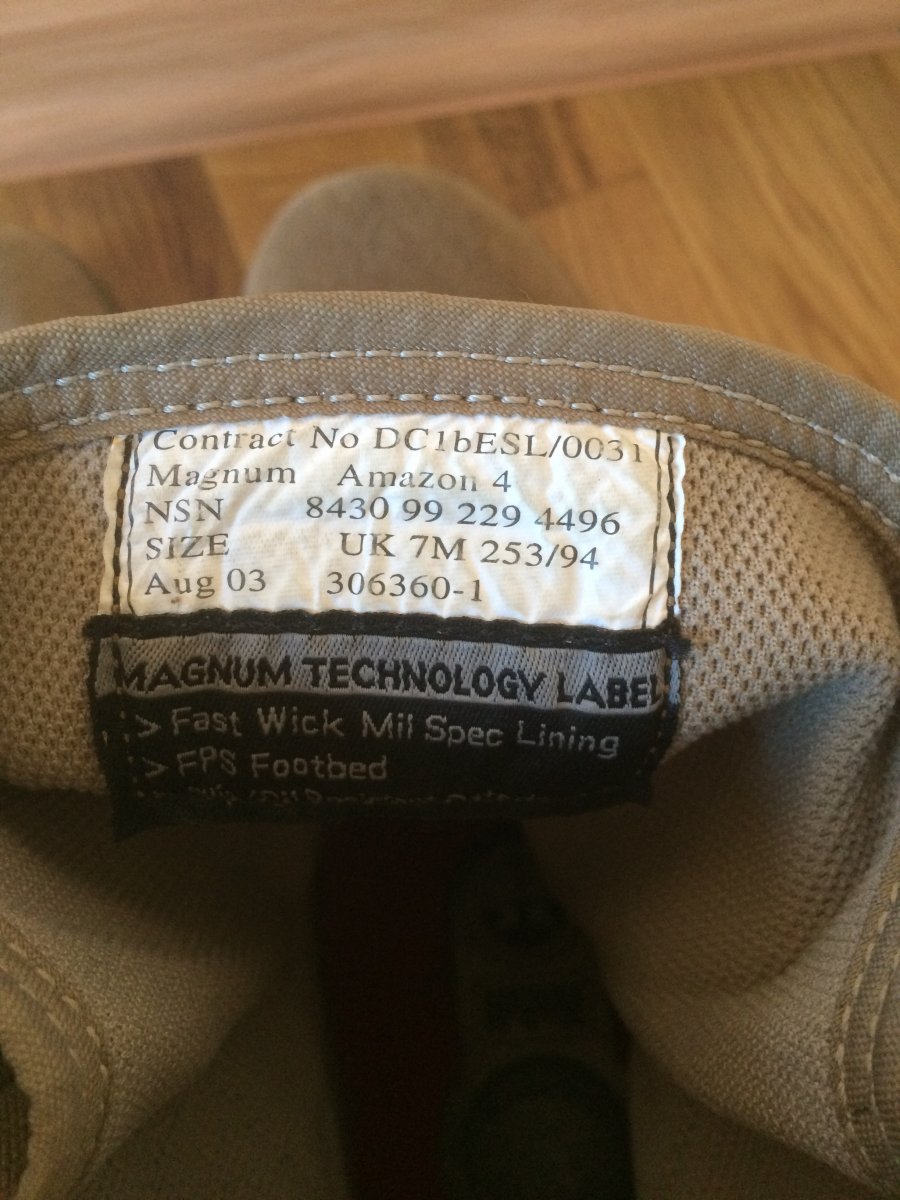 Contract No DC1bESL/0031
Magnum Amazon 4
NSN 8430 99 229 4496
SIZE UK 7M 253/94
Aug 03 306360-1
MAGNUM TECHNOLOGY LABEL
> Fast Wick Mil Spec Lining
> FPS Footbed